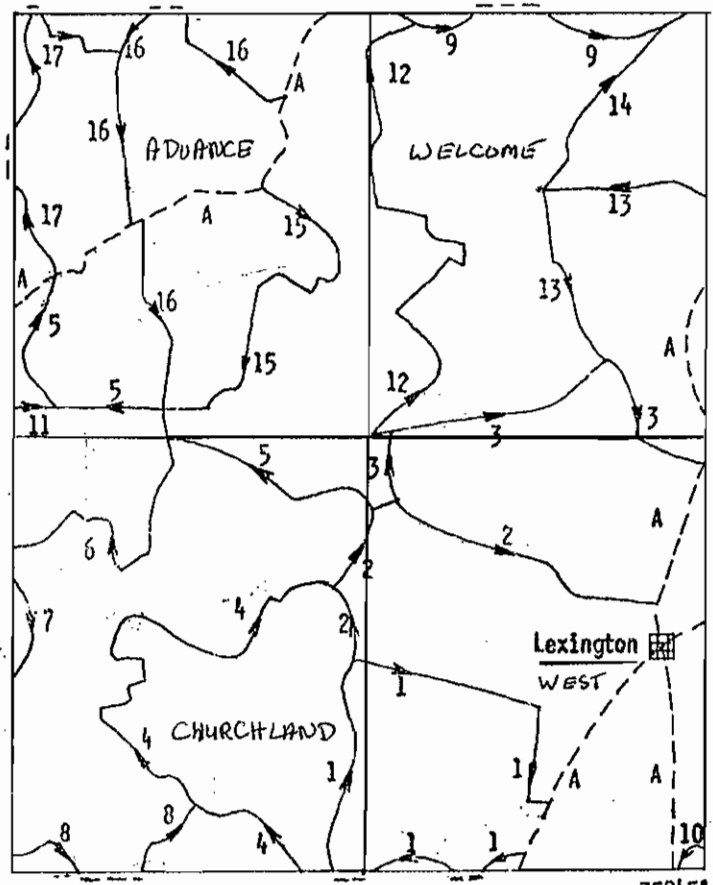 17 16 16 A 9 9
12 14
16 ADVANCE WELCOME
17 A 15 13
A 16 13
5 A
5 15 12
11 3 3
5 3
6 A
2
7 4 2
2 Lexington
WEST
1
CHURCHLAND
4 1 1 A A
8 8 4 1 1 10